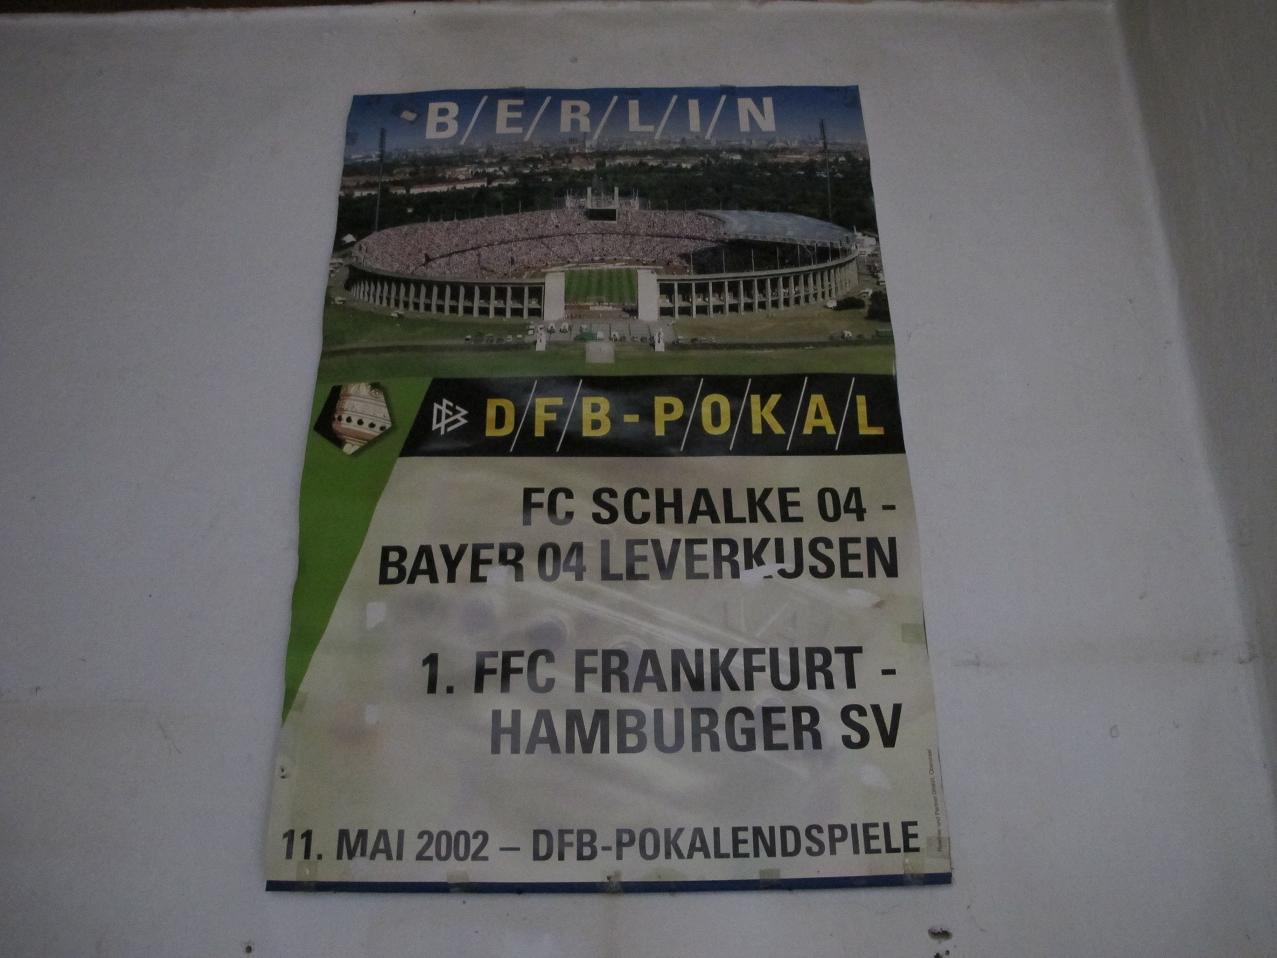 B/E/R/L/I/N
D/F/B-P/O/K/A/L
FC SCHALKE 04 -
BAYER 04 LEVERKUSEN
1. FFC FRANKFURT -
HAMBURGER SV
11. MAI 2002 – DFB-POKALENDSPIELE